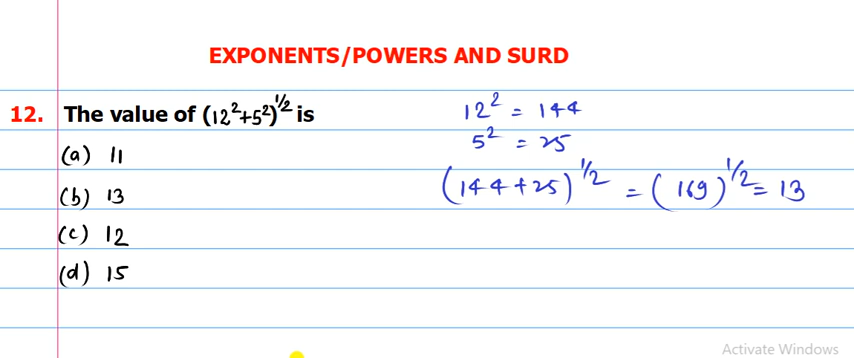 EXPONENTS/POWERS AND SURD
12. The value of (12²+5²)^½ is
(a) 11
(b) 13
(c) 12
(d) 15
12² = 144
5² = 25
(144+25)^1/2 = (169)^1/2 = 13
Activate Windows